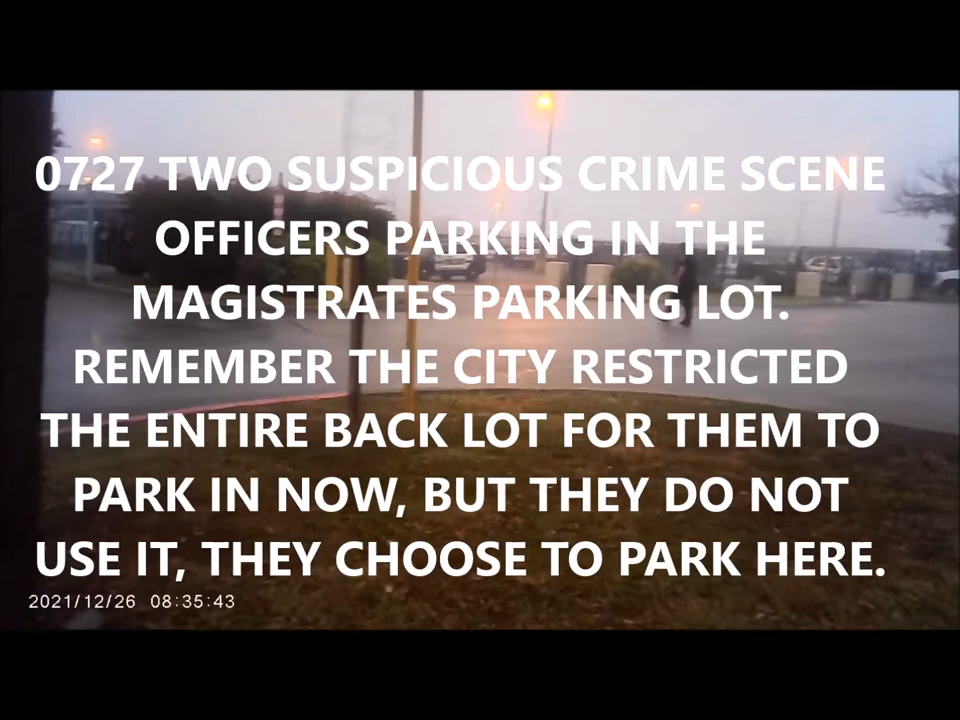 0727 TWO SUSPICIOUS CRIME SCENE
OFFICERS PARKING IN THE
MAGISTRATES PARKING LOT.
REMEMBER THE CITY RESTRICTED
THE ENTIRE BACK LOT FOR THEM TO
PARK IN NOW, BUT THEY DO NOT
USE IT, THEY CHOOSE TO PARK HERE.
2021/12/26 08:35:43